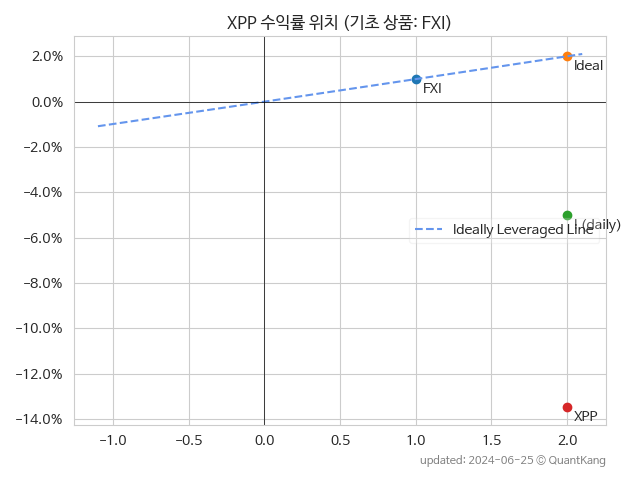 XPP 수익률 위치 (기초 상품: FXI)
2.0%
0.0%
−2.0%
−4.0%
−6.0%
−8.0%
−10.0%
−12.0%
−14.0%
Ideal
FXI
(daily)
Ideally Leveraged Line
XPP
−1.0
−0.5
0.0
0.5
1.0
1.5
2.0
updated: 2024-06-25 © QuantKang